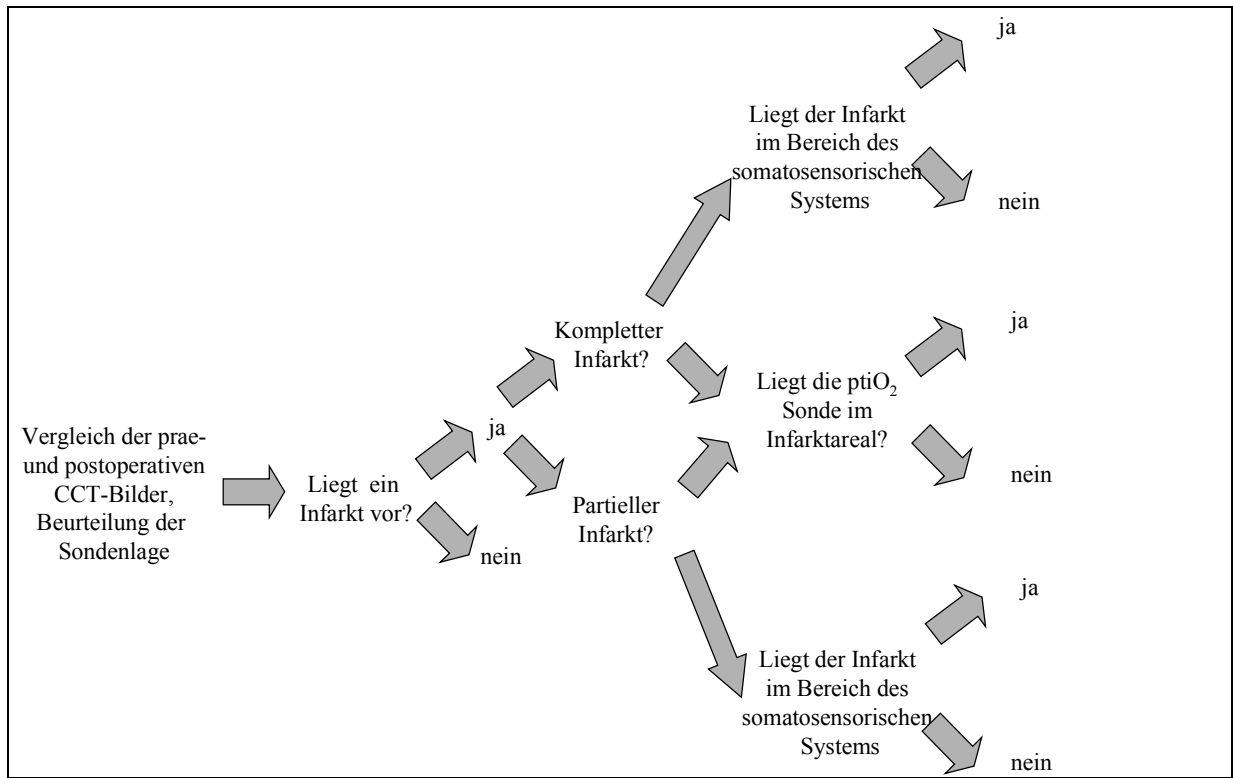 Vergleich der prae-
und postoperativen
CCT-Bilder,
Beurteilung der
Sondenlage
Liegt ein
Infarkt vor?
ja
nein
Kompletter
Infarkt?
Partieller
Infarkt?
Liegt der Infarkt
im Bereich des
somatosensorischen
Systems
ja
nein
Liegt die ptiO₂
Sonde im
Infarktareal?
ja
nein
Liegt der Infarkt
im Bereich des
somatosensorischen
Systems
ja
nein